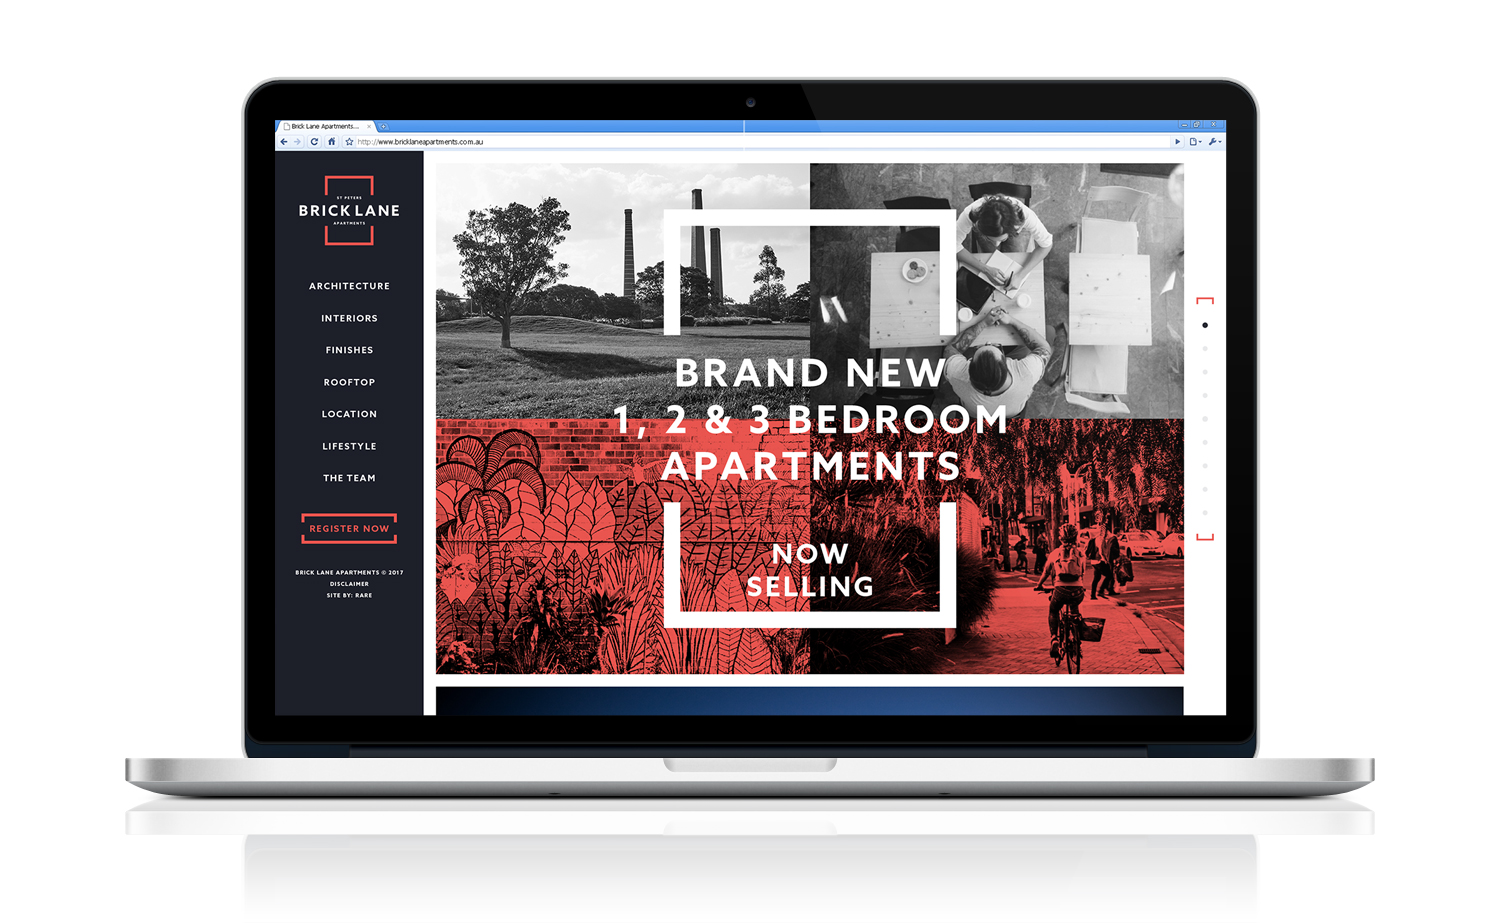 Brick Lane Apartments...
http://www.bricklaneapartments.com.au
ST PETERS
BRICK LANE
APARTMENTS
ARCHITECTURE
INTERIORS
FINISHES
ROOFTOP
LOCATION
LIFESTYLE
THE TEAM
REGISTER NOW
BRICK LANE APARTMENTS © 2017
DISCLAIMER
SITE BY: RARE
BRAND NEW
1, 2 & 3 BEDROOM
APARTMENTS
NOW
SELLING